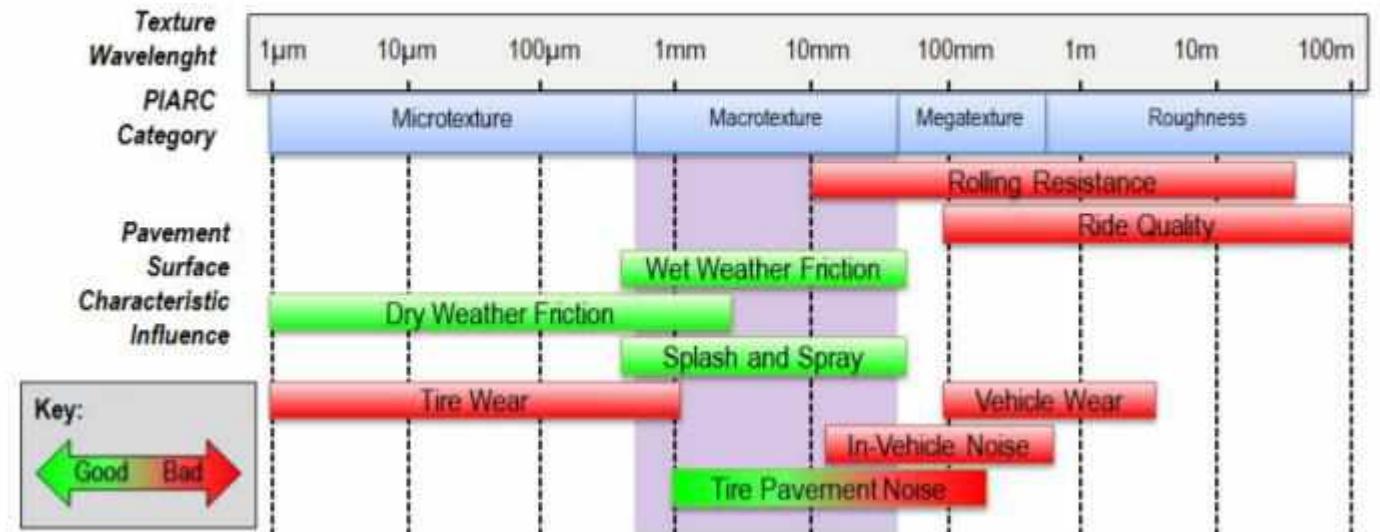 Texture
Wavelenght
1µm 10µm 100µm 1mm 10mm 100mm 1m 10m 100m
PIARC
Category
Microtexture Macrotexture Megatexture Roughness
Rolling Resistance
Ride Quality
Pavement
Surface
Characteristic
Influence
Wet Weather Friction
Dry Weather Friction
Splash and Spray
Tire Wear Vehicle Wear
In-Vehicle Noise
Tire Pavement Noise
Key:
Good Bad